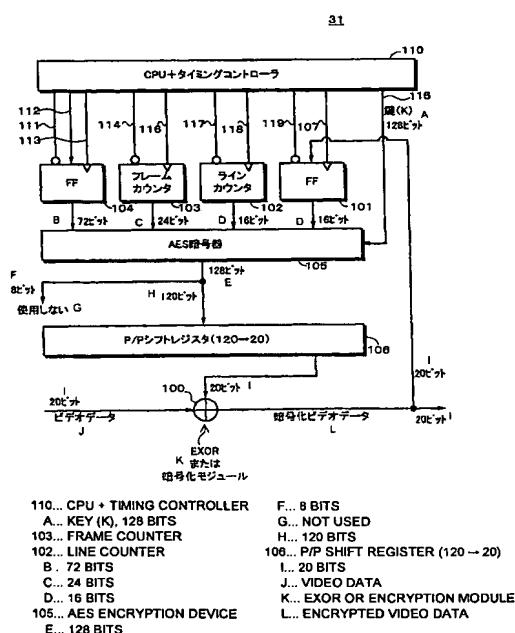 31
110
CPU+タイミングコントローラ
112
111
113
114
116
117
118
119
107
116
鍵(K) A
128ビット
FF
フレーム
カウンタ
ライン
カウンタ
FF
104
103
102
101
B 72ビット
C 24ビット
D 16ビット
D 16ビット
AES暗号器
105
128ビット
E
F
8ビット
使用しない G
H 120ビット
P/Pシフトレジスタ(120→20)
106
20ビット I
I
20ビット
100
I
20ビット
ビデオデータ
J
暗号化ビデオデータ
L
20ビット I
EXOR
K または
暗号化モジュール
110... CPU + TIMING CONTROLLER
A... KEY (K), 128 BITS
103... FRAME COUNTER
102... LINE COUNTER
B . 72 BITS
C... 24 BITS
D... 16 BITS
105... AES ENCRYPTION DEVICE
E... 128 BITS
F... 8 BITS
G... NOT USED
H... 120 BITS
106... P/P SHIFT REGISTER (120 → 20)
I... 20 BITS
J... VIDEO DATA
K... EXOR OR ENCRYPTION MODULE
L... ENCRYPTED VIDEO DATA